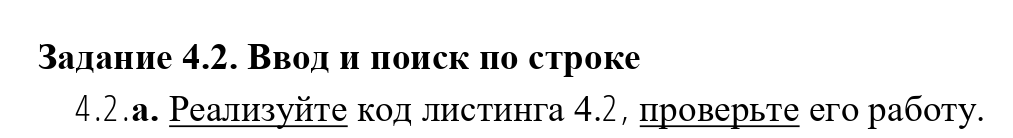 Задание 4.2. Ввод и поиск по строке
4.2.а. Реализуйте код листинга 4.2, проверьте его работу.